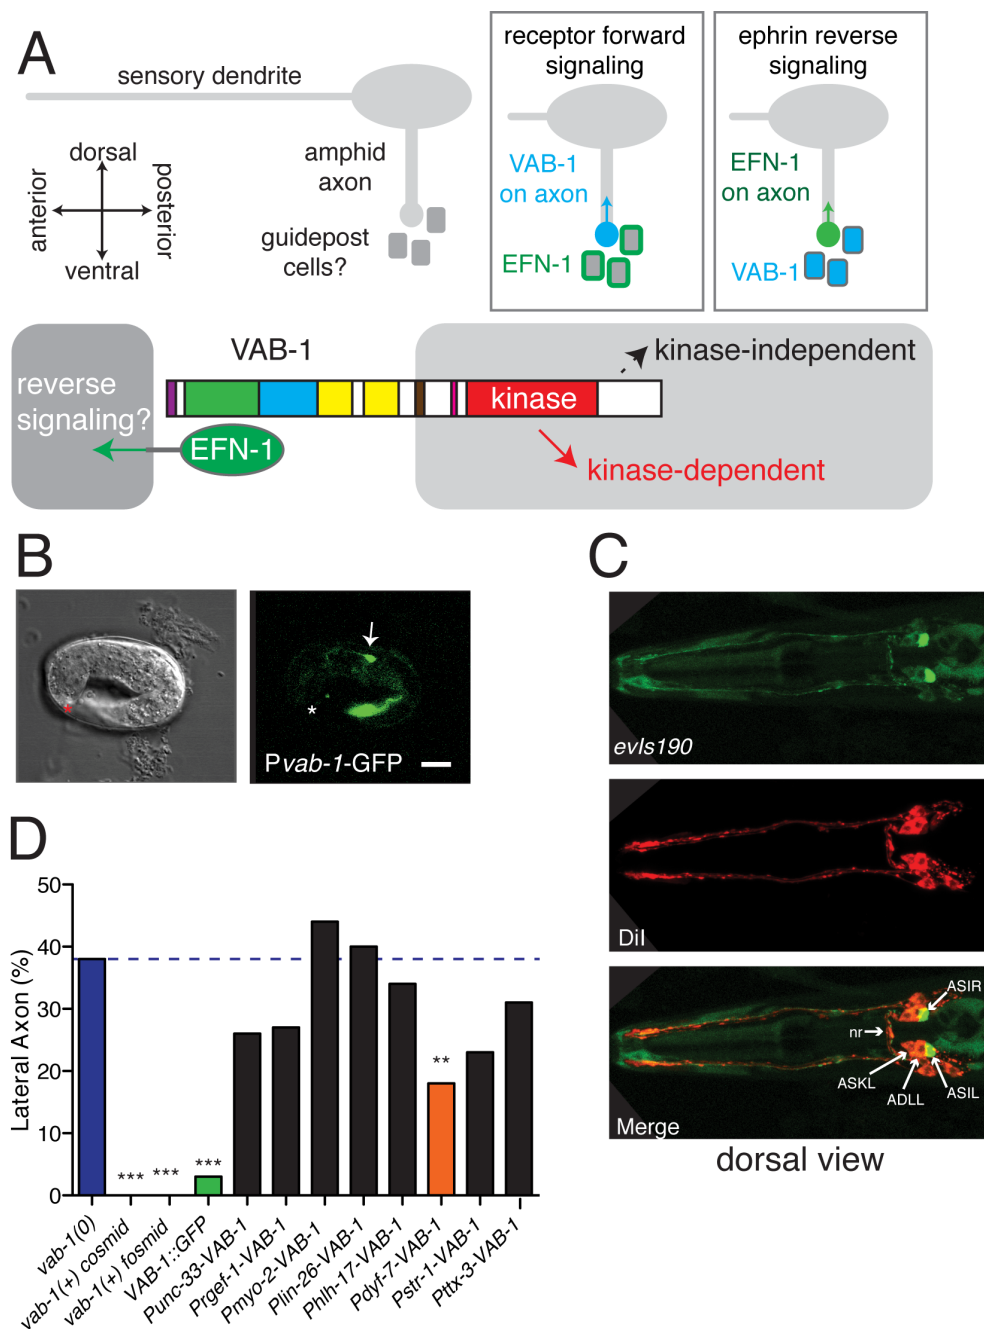 A
sensory dendrite
dorsal
anterior
posterior
ventral
amphid
axon
guidepost
cells?
receptor forward
signaling
VAB-1
on axon
EFN-1
ephrin reverse
signaling
EFN-1
on axon
VAB-1
reverse
signaling?
VAB-1
EFN-1
kinase
kinase-independent
kinase-dependent
B
*
*
Pvab-1-GFP
C
evIs190
DiI
ASIR
nr
ASKL
ADLL
ASIL
Merge
dorsal view
D
Lateral Axon (%)
50
40
30
20
10
0
***
***
***
**
vab-1(0)
vab-1(+) cosmid
vab-1(+) fosmid
VAB-1::GFP
Punc-33-VAB-1
Prgef-1-VAB-1
Pmyo-2-VAB-1
Plin-26-VAB-1
Phlh-17-VAB-1
Pdyf-7-VAB-1
Pstr-1-VAB-1
Pttx-3-VAB-1